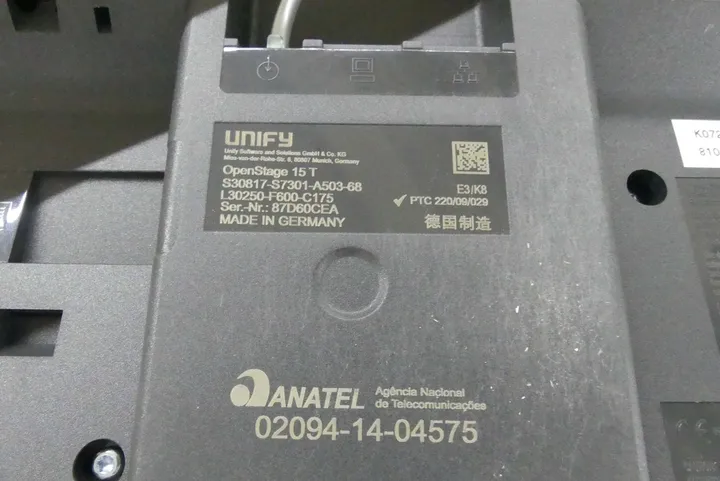 UNIFY
Unify Software and Solutions GmbH & Co. KG
Mies-van-der-Rohe-Str. 6, 80807 Munich, Germany
OpenStage 15 T
S30817-S7301-A503-68
L30250-F600-C175
Ser.-Nr.: 87D60CEA
MADE IN GERMANY
E3/K8
PTC 220/09/029
德国制造
K072
810
ANATEL
Agência Nacional
de Telecomunicações
02094-14-04575